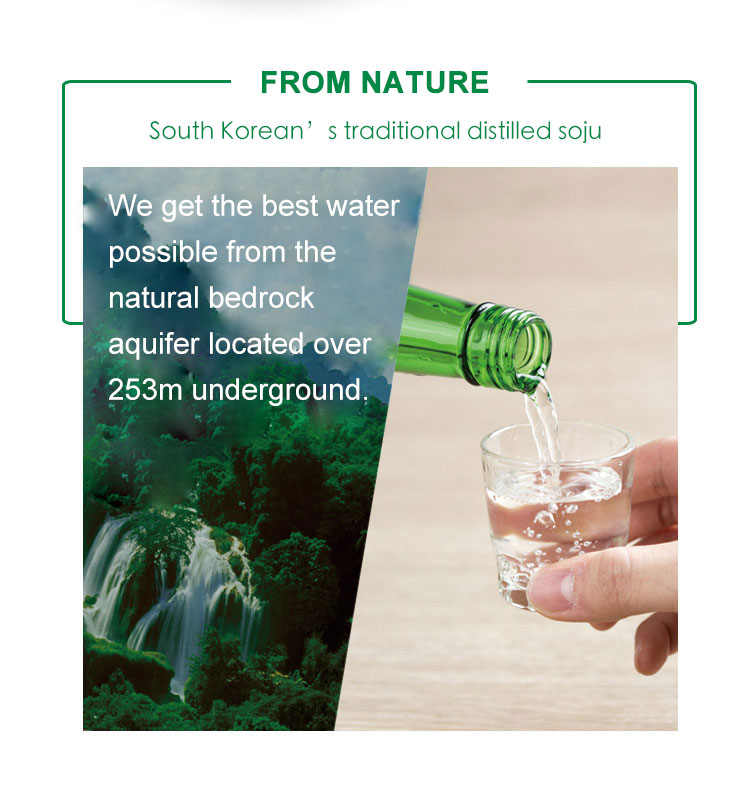 FROM NATURE
South Korean’s traditional distilled soju
We get the best water
possible from the
natural bedrock
aquifer located over
253m underground.